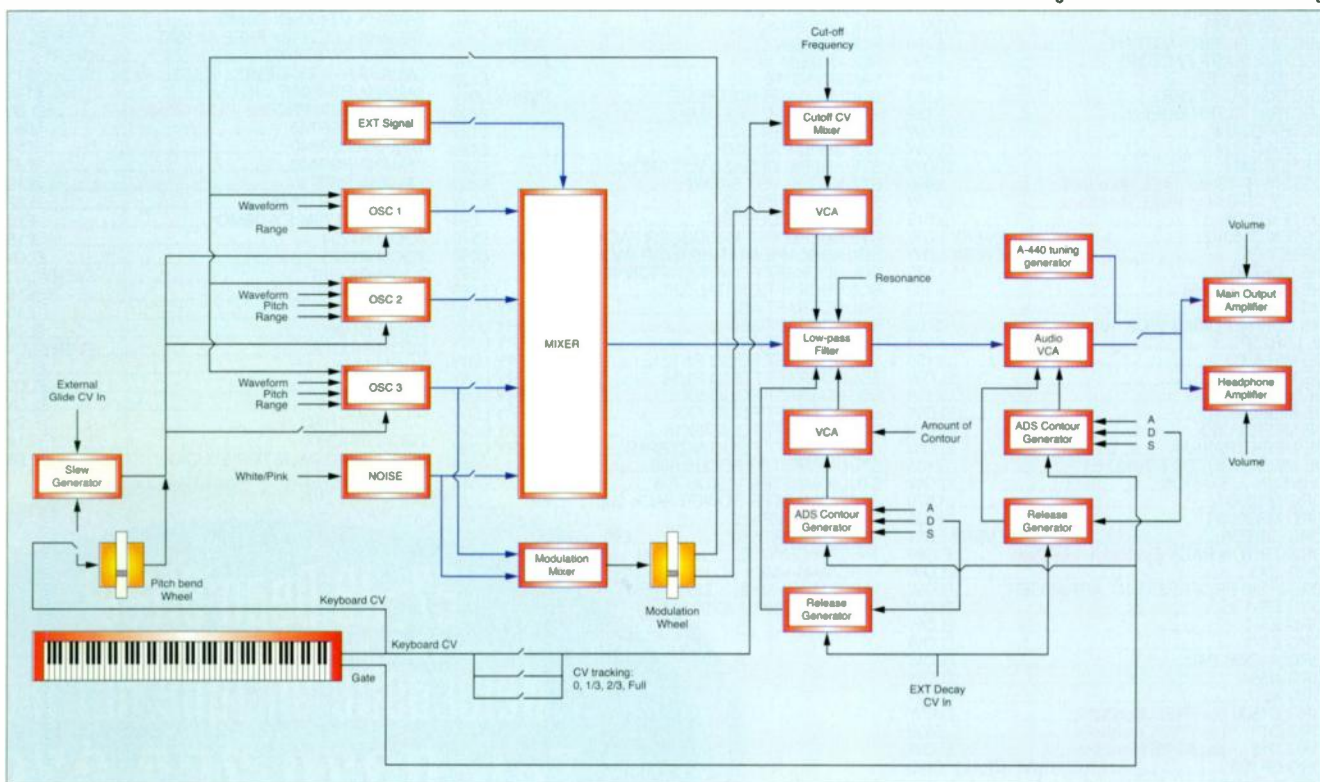 Cut-off
Frequency
EXT Signal
Cutoff CV
Mixer
Waveform
OSC 1
Range
VCA
Volume
A-440 tuning
generator
Resonance
Waveform
Pitch
Range
OSC 2
Main Output
Amplifier
MIXER
Low-pass
Filter
Audio
VCA
External
Glide CV In
Waveform
Pitch
Range
OSC 3
Headphone
Amplifier
VCA
Amount of
Contour
ADS Contour
Generator
A
D
S
Slew
Generator
White/Pink
NOISE
Volume
ADS Contour
Generator
A
D
S
Release
Generator
Modulation
Mixer
Pitch bend
Wheel
Keyboard CV
Modulation
Wheel
Release
Generator
Keyboard CV
Gate
CV tracking:
0, 1/3, 2/3, Full
EXT Decay
CV In